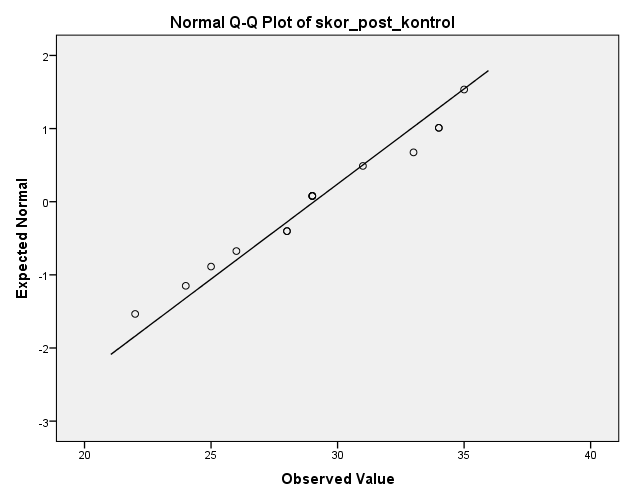 Normal Q-Q Plot of skor_post_kontrol
Expected Normal
2
1
0
-1
-2
-3
20 25 30 35 40
Observed Value